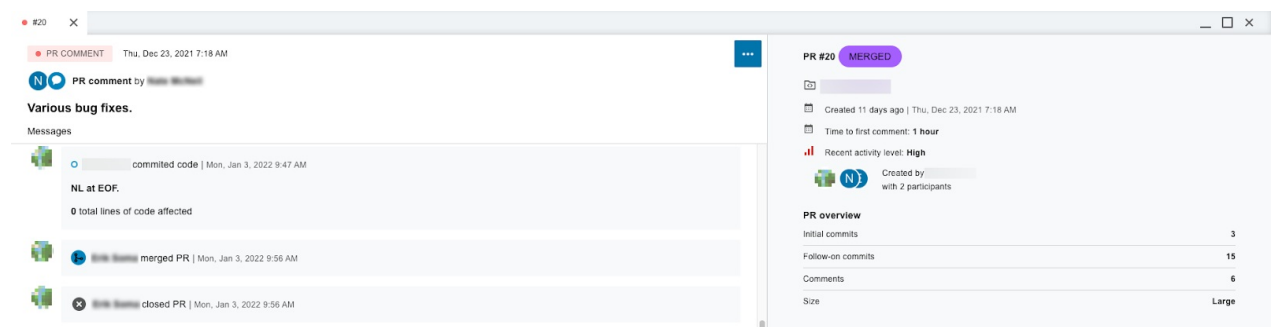 #20
PR COMMENT Thu, Dec 23, 2021 7:18 AM
N PR comment by
Various bug fixes.
Messages
commited code | Mon, Jan 3, 2022 9:47 AM
NL at EOF.
0 total lines of code affected
merged PR | Mon, Jan 3, 2022 9:56 AM
closed PR | Mon, Jan 3, 2022 9:56 AM
PR #20 MERGED
Created 11 days ago | Thu, Dec 23, 2021 7:18 AM
Time to first comment: 1 hour
Recent activity level: High
N
Created by
with 2 participants
PR overview
Initial commits 3
Follow-on commits 15
Comments 6
Size Large